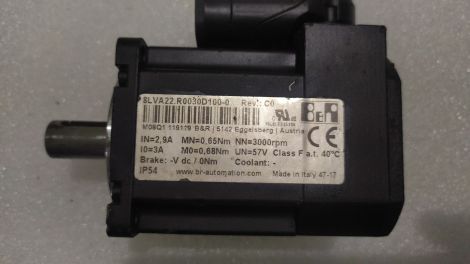 8LVA22.R0030D100-0 Rev.: C0
B&R | 5142 Eggelsberg | Austria
IN=2,9A MN=0,65Nm NN=3000rpm
I0=3A M0=0,68Nm UN=57V Class F a.t. 40°C
Brake: -V dc / 0Nm Coolant: -
IP54 www.br-automation.com Made in Italy 47-17
B&R
CE